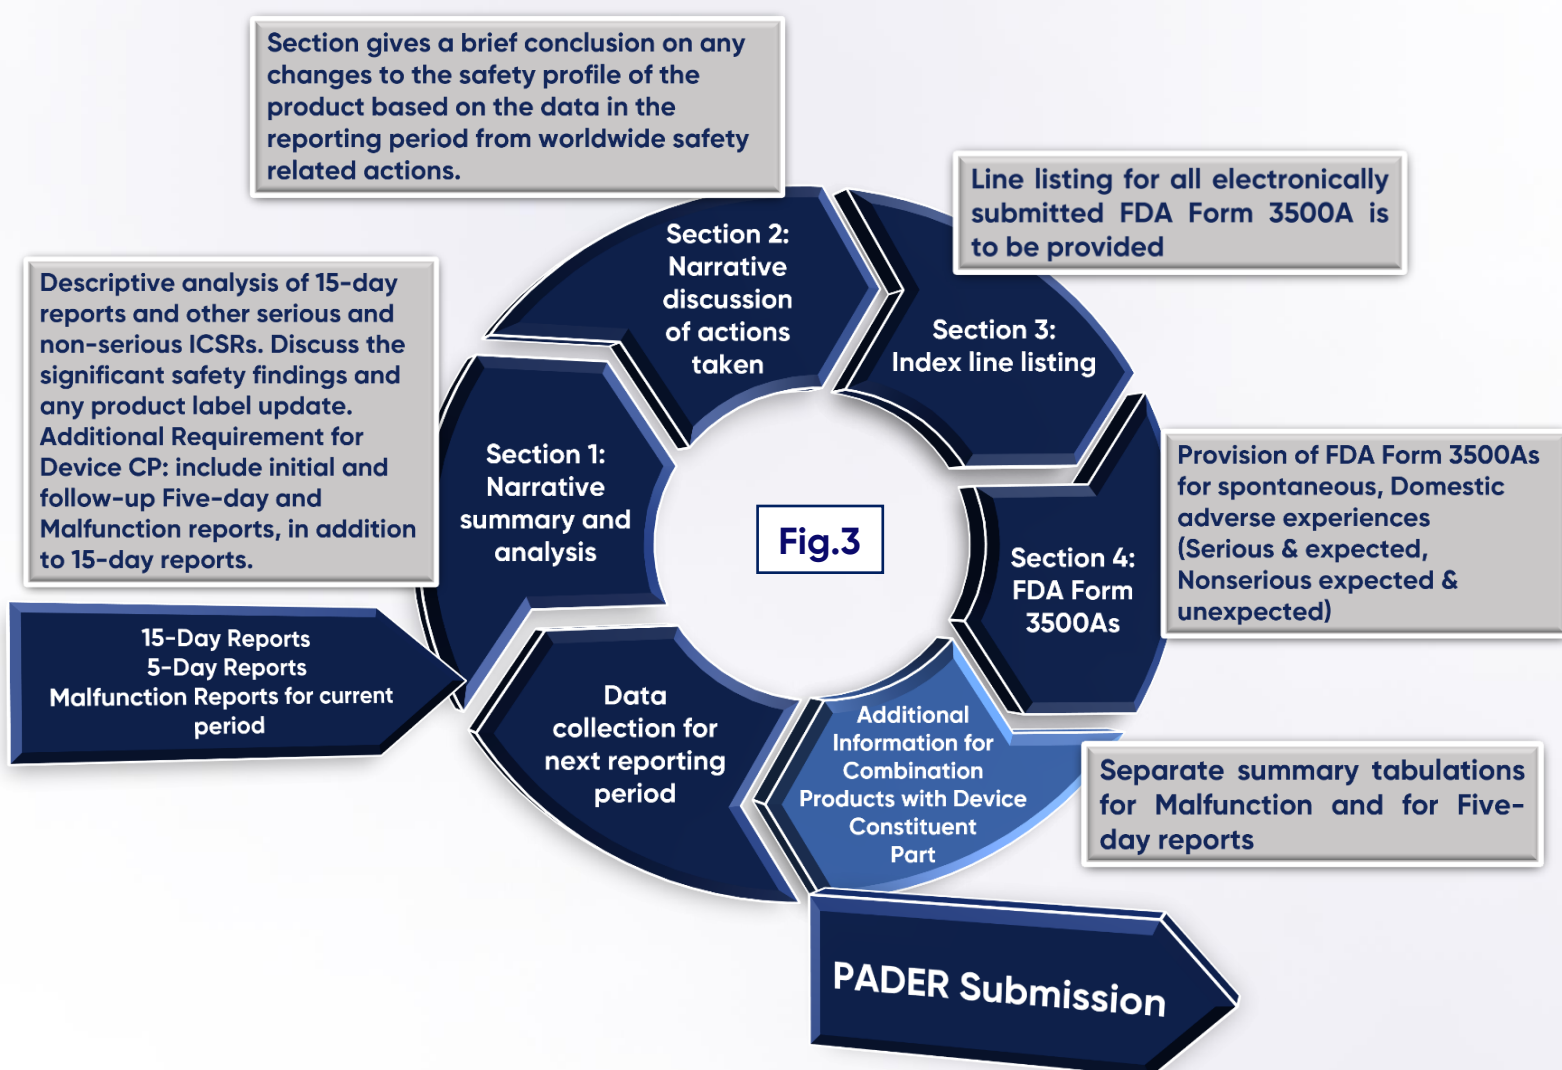 Section gives a brief conclusion on any
changes to the safety profile of the
product based on the data in the
reporting period from worldwide safety
related actions.
Line listing for all electronically
submitted FDA Form 3500A is
to be provided
Section 2:
Narrative
discussion
of actions
taken
Descriptive analysis of 15-day
reports and other serious and
non-serious ICSRs. Discuss the
significant safety findings and
any product label update.
Additional Requirement for
Device CP: include initial and
follow-up Five-day and
Malfunction reports, in addition
to 15-day reports.
Section 3:
Index line listing
Section 1:
Narrative
summary and
analysis
Fig.3
Provision of FDA Form 3500As
for spontaneous, Domestic
adverse experiences
(Serious & expected,
Nonserious expected &
unexpected)
Section 4:
FDA Form
3500As
15-Day Reports
5-Day Reports
Malfunction Reports for current
period
Data
collection for
next reporting
period
Additional
Information for
Combination
Products with Device
Constituent
Part
Separate summary tabulations
for Malfunction and for Five-
day reports
PADER Submission